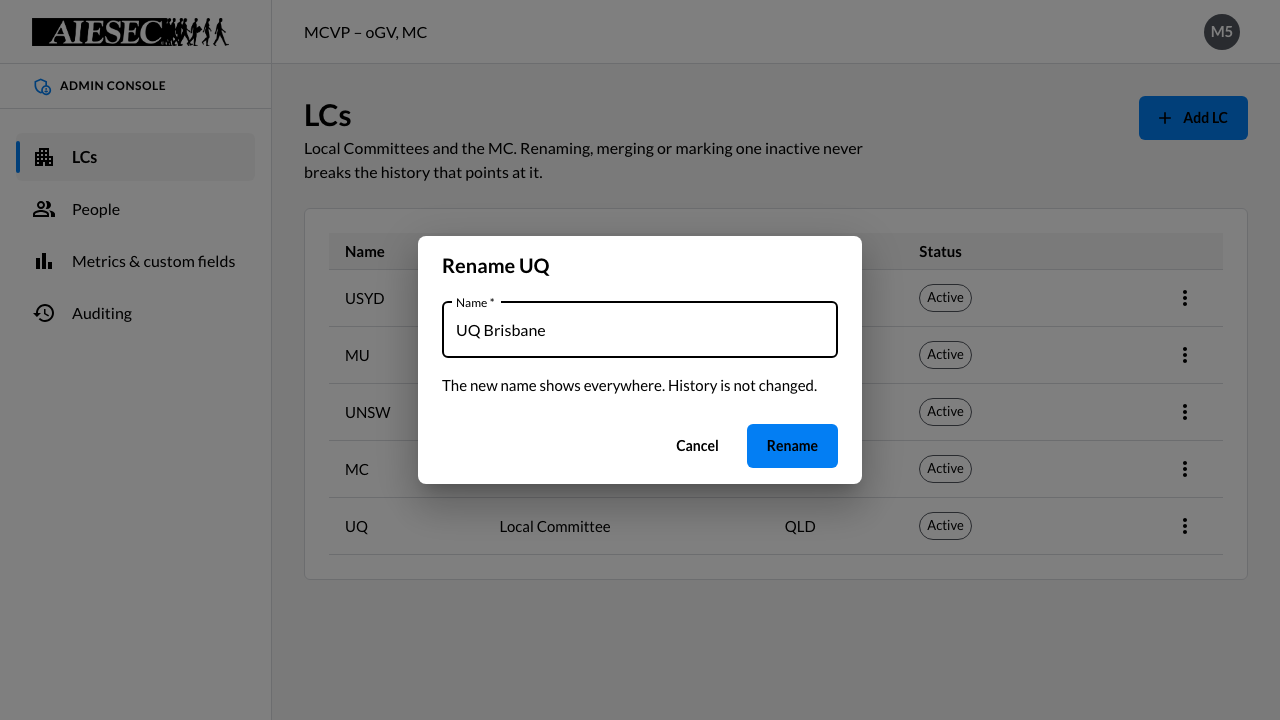 AIESEC
MCVP – oGV, MC
M5
ADMIN CONSOLE
LCs
People
Metrics & custom fields
Auditing
LCs
Local Committees and the MC. Renaming, merging or marking one inactive never
breaks the history that points at it.
Add LC
Name
Status
USYD
Active
MU
Active
UNSW
Active
MC
Active
UQ
Local Committee
QLD
Active
Rename UQ
Name *
UQ Brisbane
The new name shows everywhere. History is not changed.
Cancel
Rename